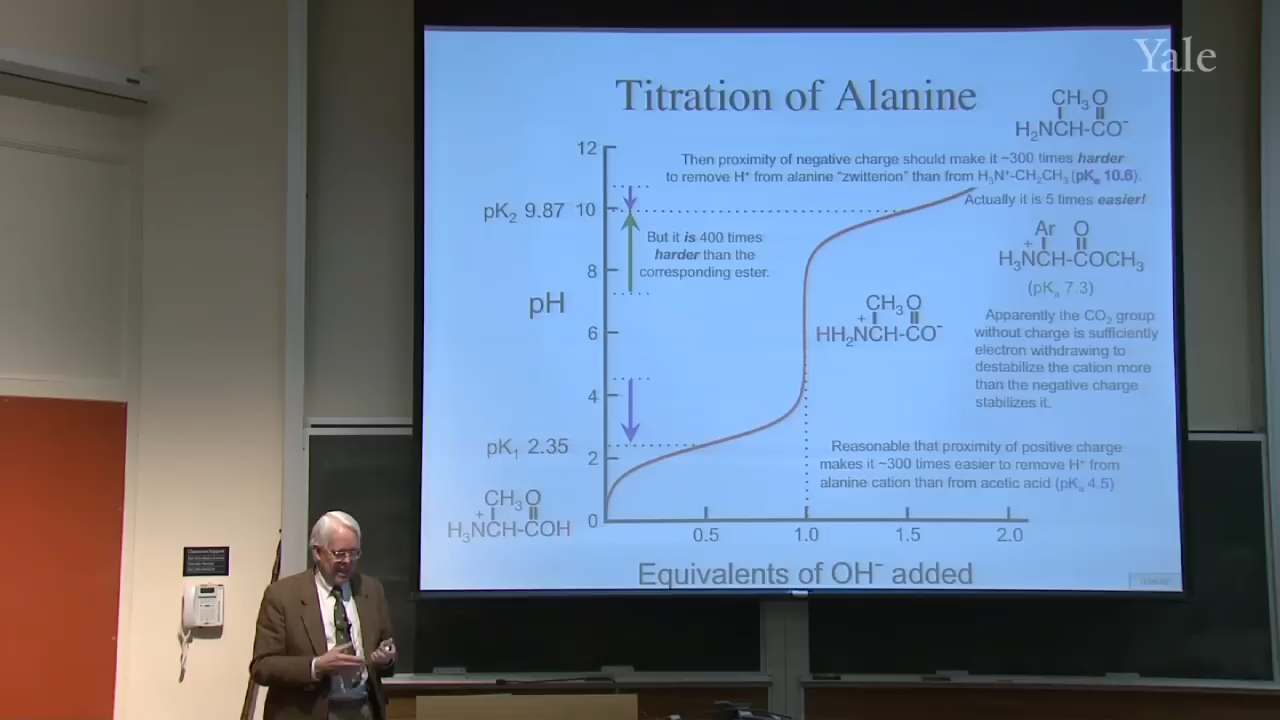 Yale
Titration of Alanine
CH₃ O
H₂NCH-CO⁻
12
Then proximity of negative charge should make it ~300 times harder
to remove H⁺ from alanine “zwitterion” than from H₃N⁺-CH₂CH₃ (pKₐ 10.6).
Actually it is 5 times easier!
pK₂ 9.87
10
But it is 400 times
harder than the
corresponding ester.
Ar O
+
H₃NCH-COCH₃
(pKₐ 7.3)
8
pH
CH₃ O
+
HH₂NCH-CO⁻
Apparently the CO₂ group
without charge is sufficiently
electron withdrawing to
destabilize the cation more
than the negative charge
stabilizes it.
6
4
pK₁ 2.35
2
Reasonable that proximity of positive charge
makes it ~300 times easier to remove H⁺ from
alanine cation than from acetic acid (pKₐ 4.5)
CH₃ O
+
H₃NCH-COH
0
0.5 1.0 1.5 2.0
Equivalents of OH⁻ added